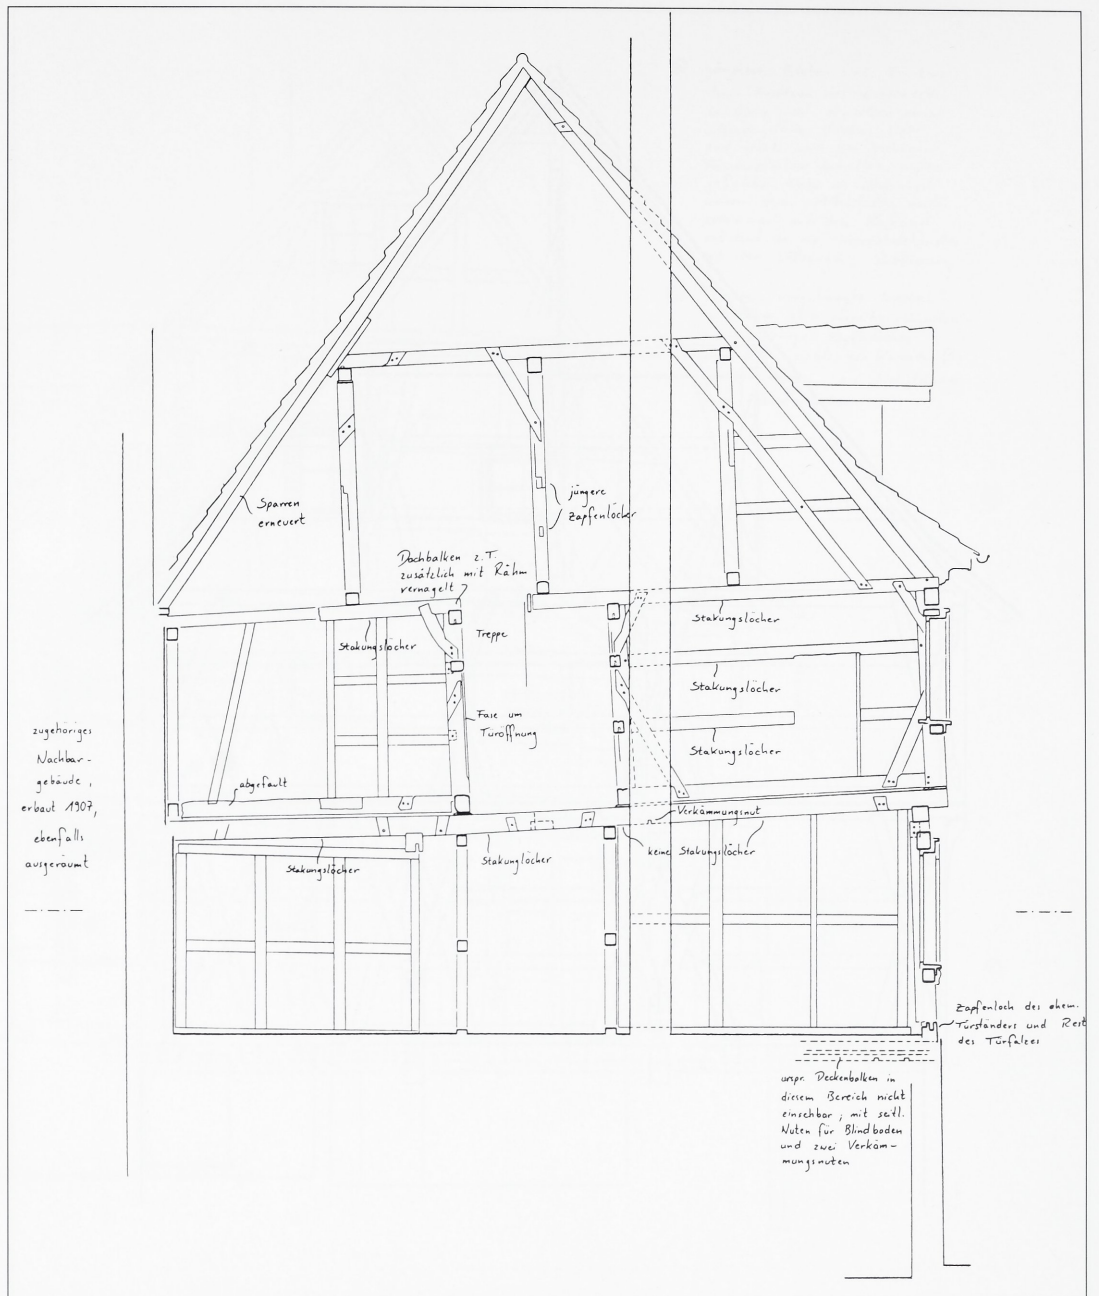 Sparren
erneuert
jüngere
Zapfenlöcher
Dachbalken z.T.
zusätzlich mit Rähm
vernagelt
Treppe
Stakungslöcher
Stakungslöcher
Stakungslöcher
Stakungslöcher
Fase um
Türöffnung
abgefault
zugehöriges
Nachbar-
gebäude,
erbaut 1907,
ebenfalls
ausgeräumt
Verkämmungsnut
keine Stakungslöcher
Stakunglöcher
Stakungslöcher
Zapfenloch des ehem.
Türständers und Rest
des Türfalzes
urspr. Deckenbalken in
diesem Bereich nicht
einsehbar; mit seitl.
Nuten für Blindboden
und zwei Verkäm-
mungsnuten